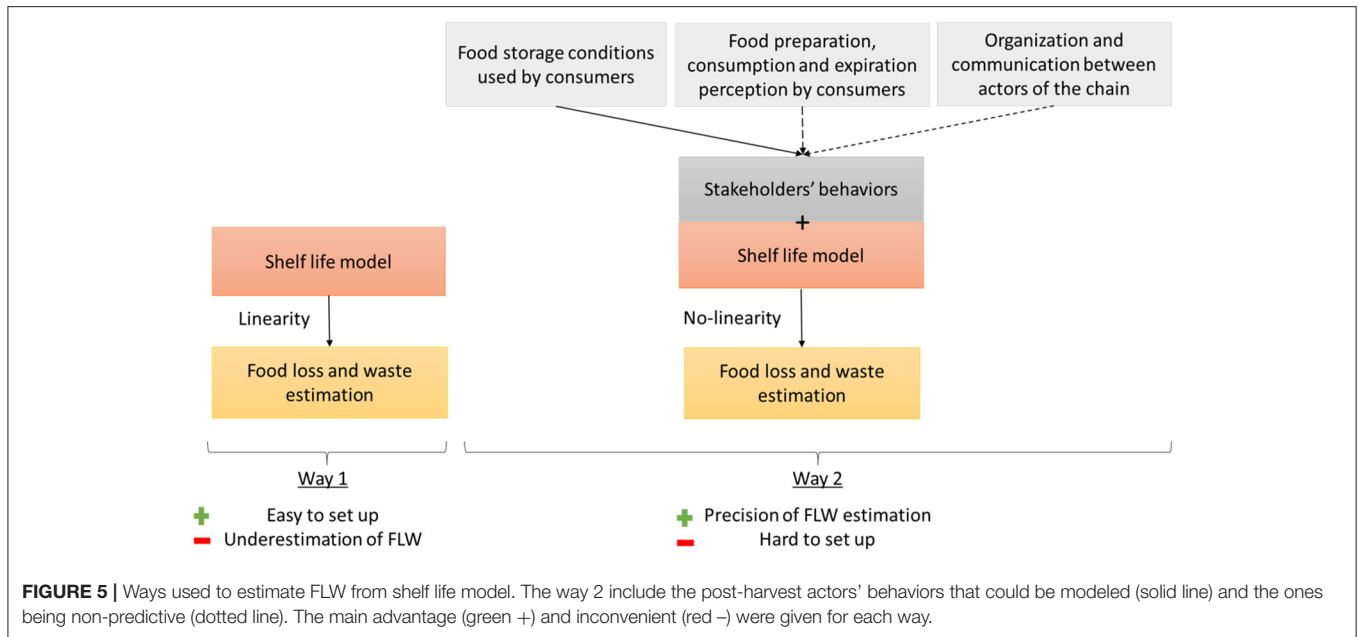 Food storage conditions
used by consumers
Food preparation,
consumption and expiration
perception by consumers
Organization and
communication between
actors of the chain
Stakeholders’ behaviors
+
Shelf life model
Shelf life model
Linearity
No-linearity
Food loss and waste
estimation
Food loss and waste
estimation
Way 1
+ Easy to set up
– Underestimation of FLW
Way 2
+ Precision of FLW estimation
– Hard to set up
FIGURE 5 | Ways used to estimate FLW from shelf life model. The way 2 include the post-harvest actors’ behaviors that could be modeled (solid line) and the ones
being non-predictive (dotted line). The main advantage (green +) and inconvenient (red –) were given for each way.